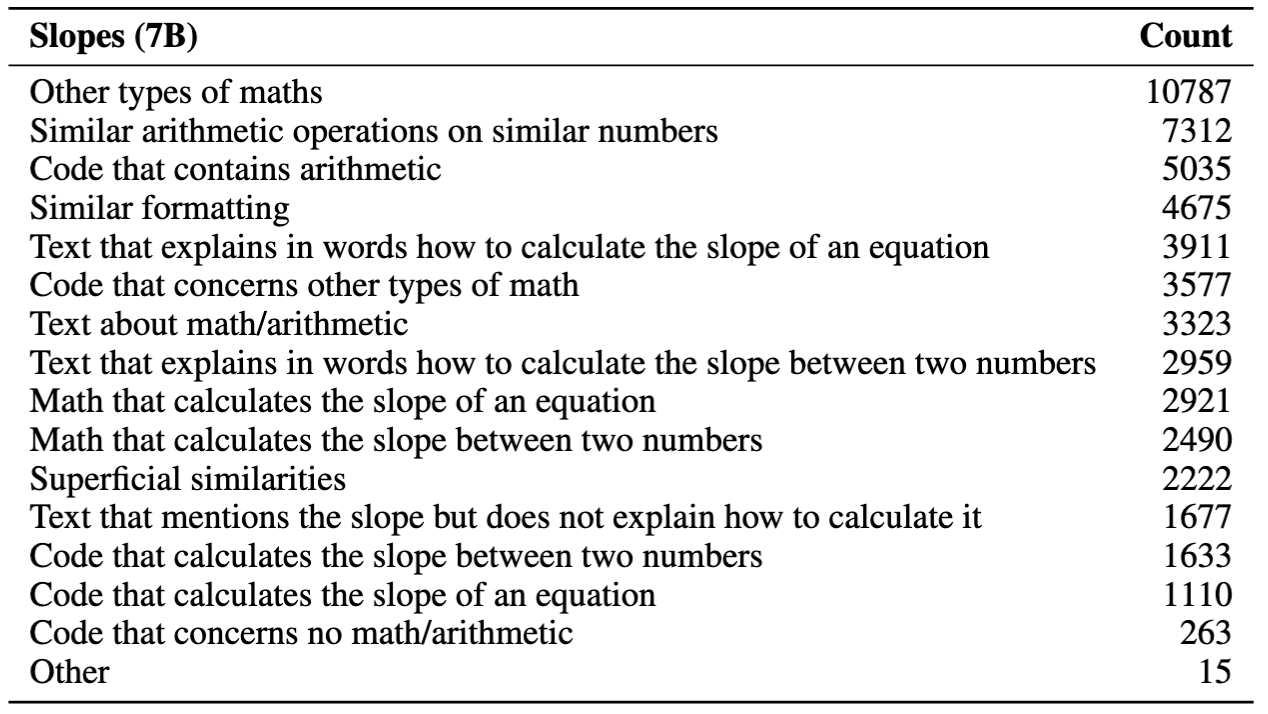 Slopes (7B) Count
Other types of maths 10787
Similar arithmetic operations on similar numbers 7312
Code that contains arithmetic 5035
Similar formatting 4675
Text that explains in words how to calculate the slope of an equation 3911
Code that concerns other types of math 3577
Text about math/arithmetic 3323
Text that explains in words how to calculate the slope between two numbers 2959
Math that calculates the slope of an equation 2921
Math that calculates the slope between two numbers 2490
Superficial similarities 2222
Text that mentions the slope but does not explain how to calculate it 1677
Code that calculates the slope between two numbers 1633
Code that calculates the slope of an equation 1110
Code that concerns no math/arithmetic 263
Other 15